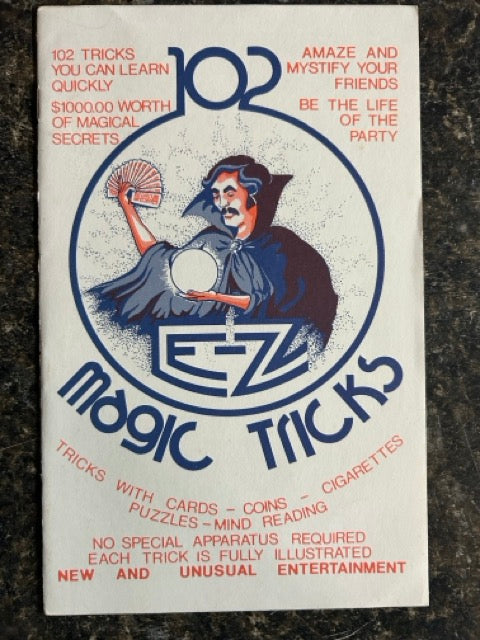 102
102 TRICKS
YOU CAN LEARN
QUICKLY
$1000.00 WORTH
OF MAGICAL
SECRETS
AMAZE AND
MYSTIFY YOUR
FRIENDS
BE THE LIFE
OF THE
PARTY
E-Z
MAGIC TRICKS
TRICKS WITH CARDS - COINS - CIGARETTES
PUZZLES - MIND READING
NO SPECIAL APPARATUS REQUIRED
EACH TRICK IS FULLY ILLUSTRATED
NEW AND UNUSUAL ENTERTAINMENT